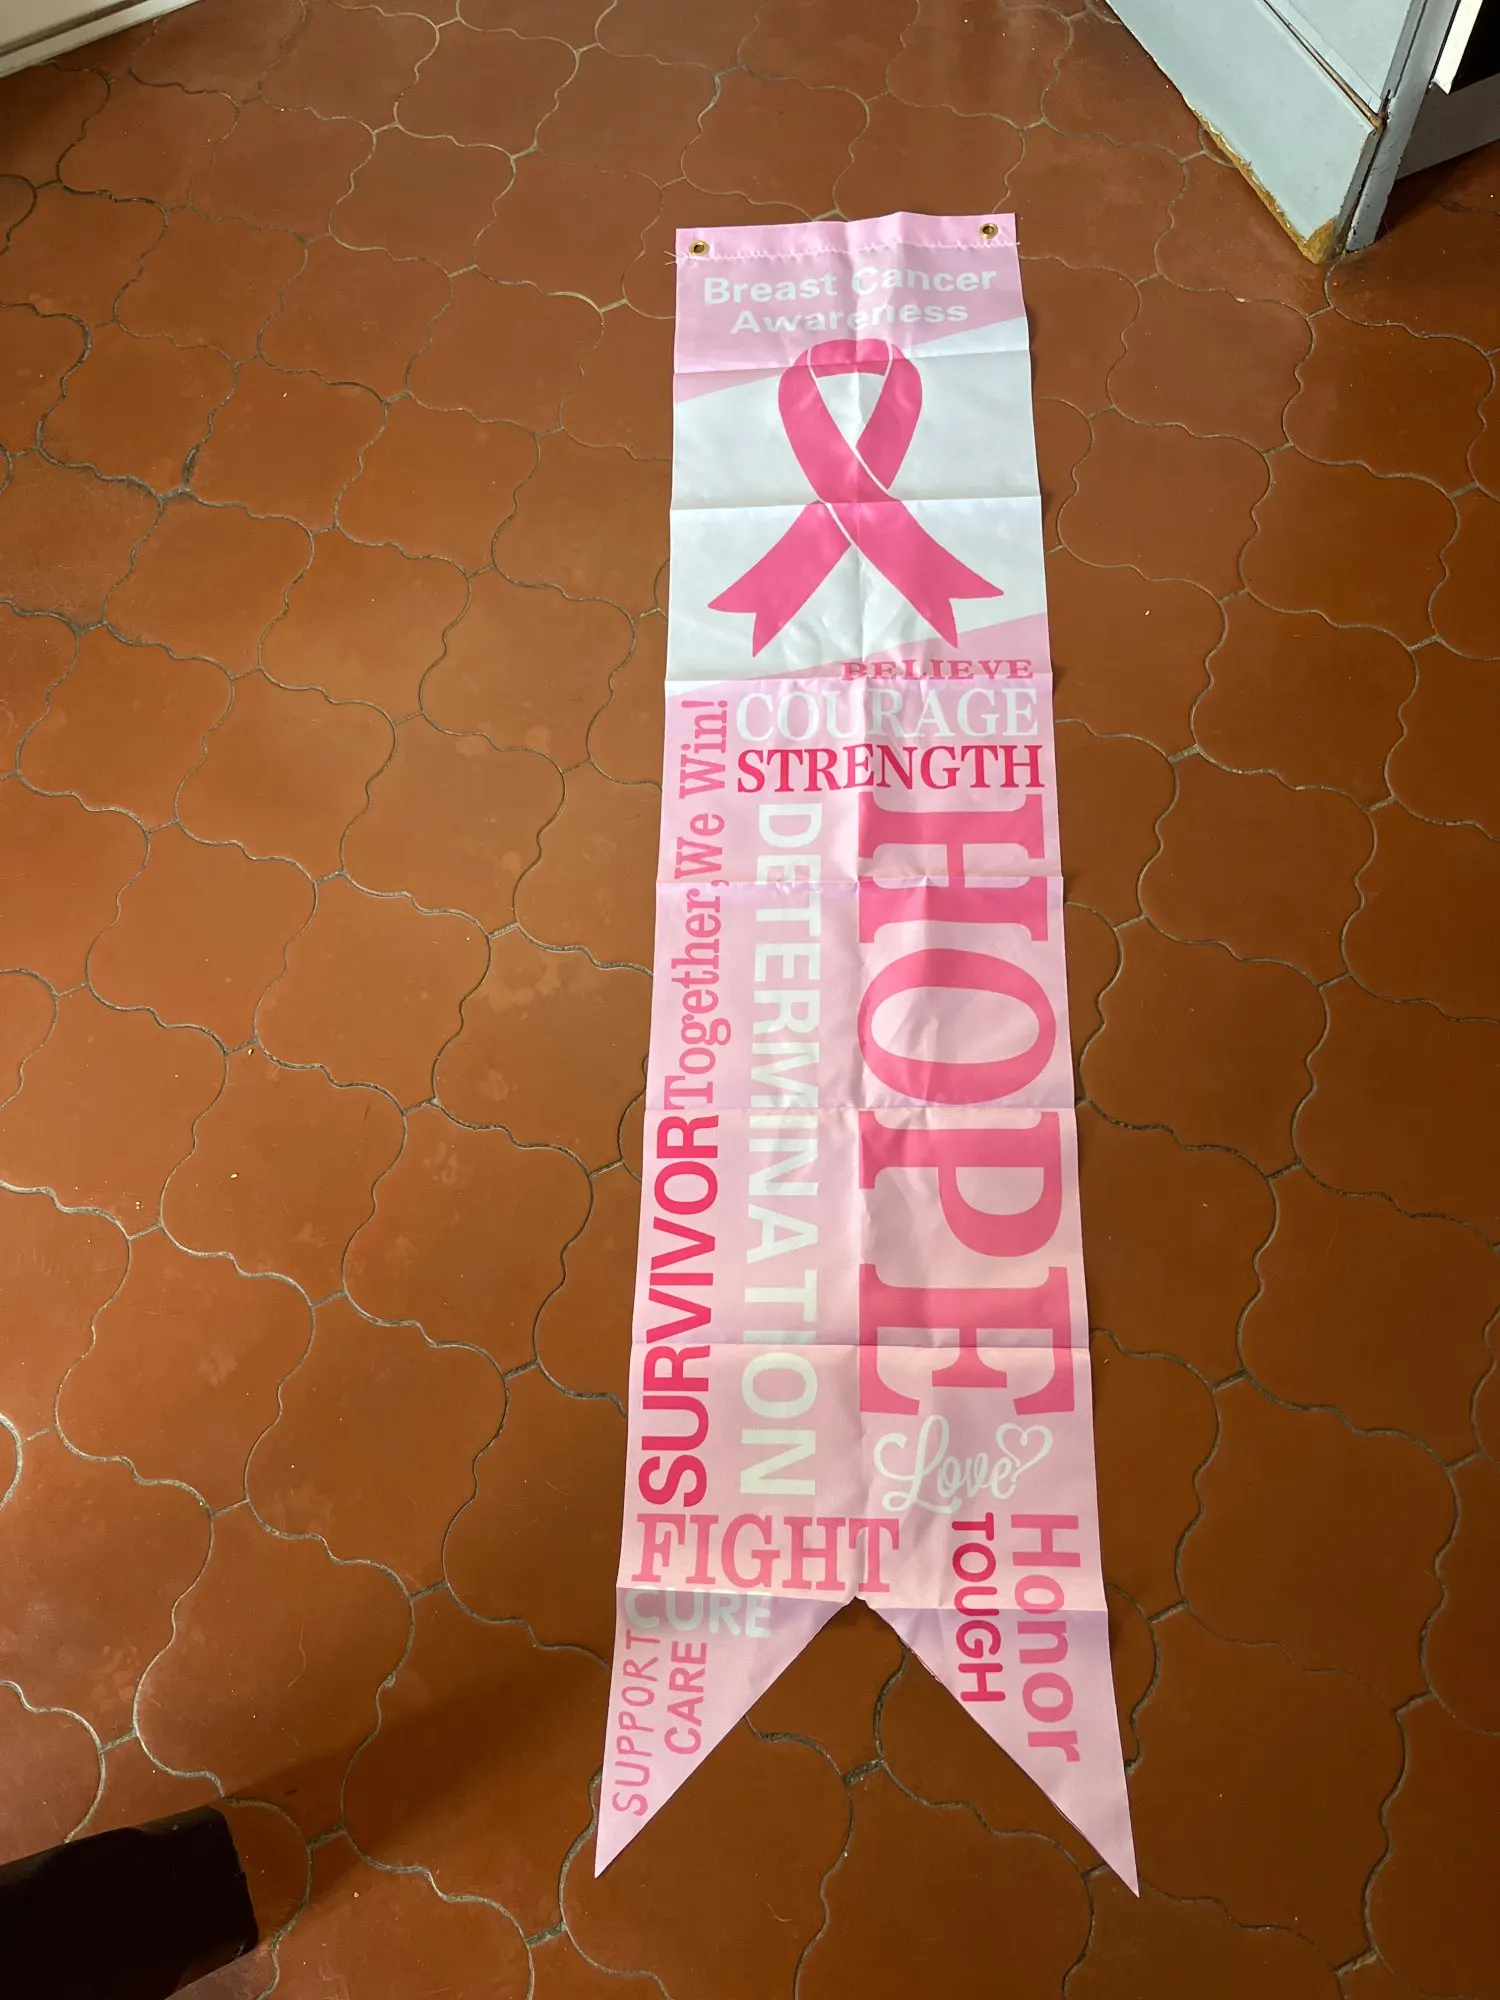 Breast Cancer
Awareness
BELIEVE
COURAGE
STRENGTH
Together, We Win!
DETERMINATION
HOPE
SURVIVOR
Love
FIGHT
Honor
TOUGH
CURE
SUPPORT
CARE